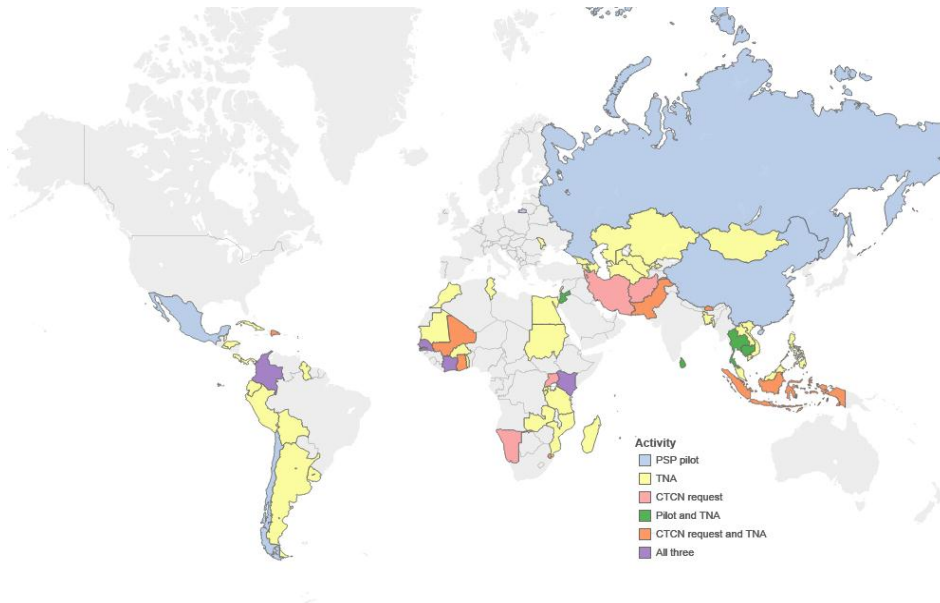 Activity
PSP pilot
TNA
CTCN request
Pilot and TNA
CTCN request and TNA
All three